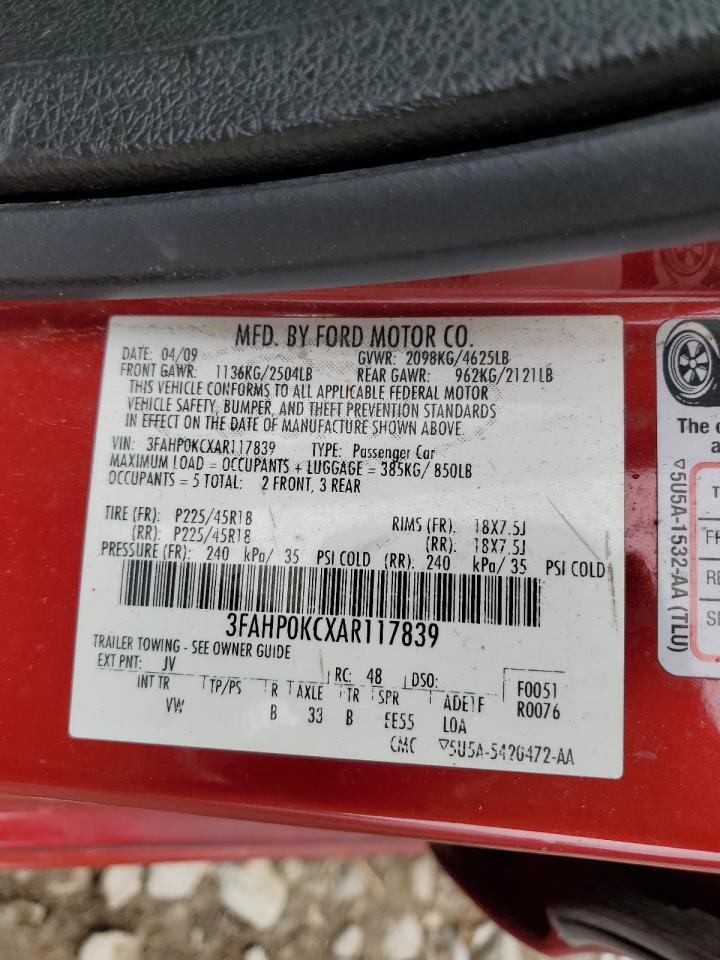 MFD. BY FORD MOTOR CO.
DATE: 04/09 GVWR: 2098KG/4625LB
FRONT GAWR: 1136KG/2504LB REAR GAWR: 962KG/2121LB
THIS VEHICLE CONFORMS TO ALL APPLICABLE FEDERAL MOTOR
VEHICLE SAFETY, BUMPER, AND THEFT PREVENTION STANDARDS
IN EFFECT ON THE DATE OF MANUFACTURE SHOWN ABOVE.
VIN: 3FAHP0KCXAR117839 TYPE: Passenger Car
MAXIMUM LOAD = OCCUPANTS + LUGGAGE = 385KG/ 850LB
OCCUPANTS = 5 TOTAL: 2 FRONT, 3 REAR
TIRE (FR): P225/45R18 RIMS (FR): 18X7.5J
(RR): P225/45R18 (RR): 18X7.5J
PRESSURE (FR): 240 kPa/ 35 PSI COLD (RR): 240 kPa/ 35 PSI COLD
3FAHP0KCXAR117839
TRAILER TOWING - SEE OWNER GUIDE
EXT PNT: JV RC: 48 DSO: F0051
INT TR TP/PS R AXLE TR SPR ADE1F R0076
VW B 33 B EE55 LOA
CMC ▽5U5A-5420472-AA
The
▽5U5A-1532-AA (TLU)